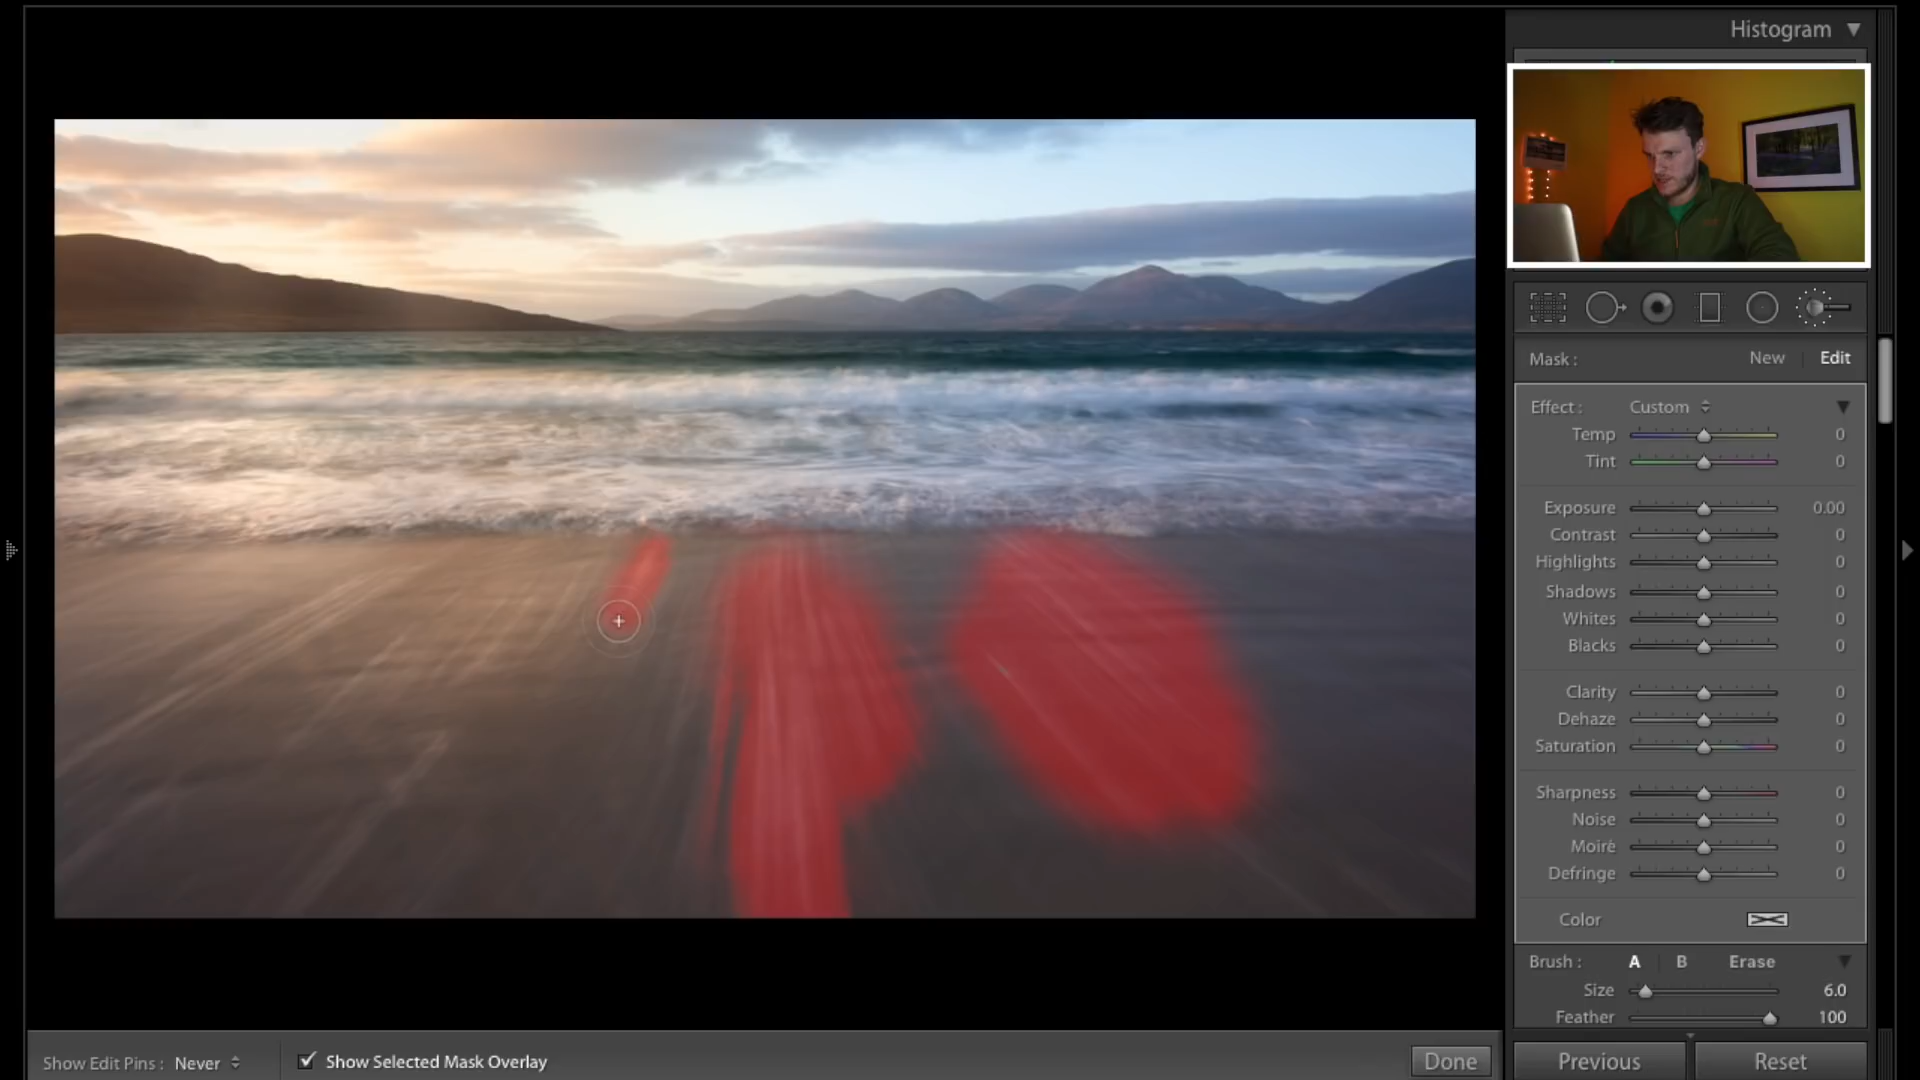 Histogram
Mask : New Edit
Effect : Custom
Temp 0
Tint 0
Exposure 0.00
Contrast 0
Highlights 0
Shadows 0
Whites 0
Blacks 0
Clarity 0
Dehaze 0
Saturation 0
Sharpness 0
Noise 0
Moiré 0
Defringe 0
Color
Brush : A B Erase
Size 6.0
Feather 100
Show Edit Pins : Never Show Selected Mask Overlay Done Previous Reset